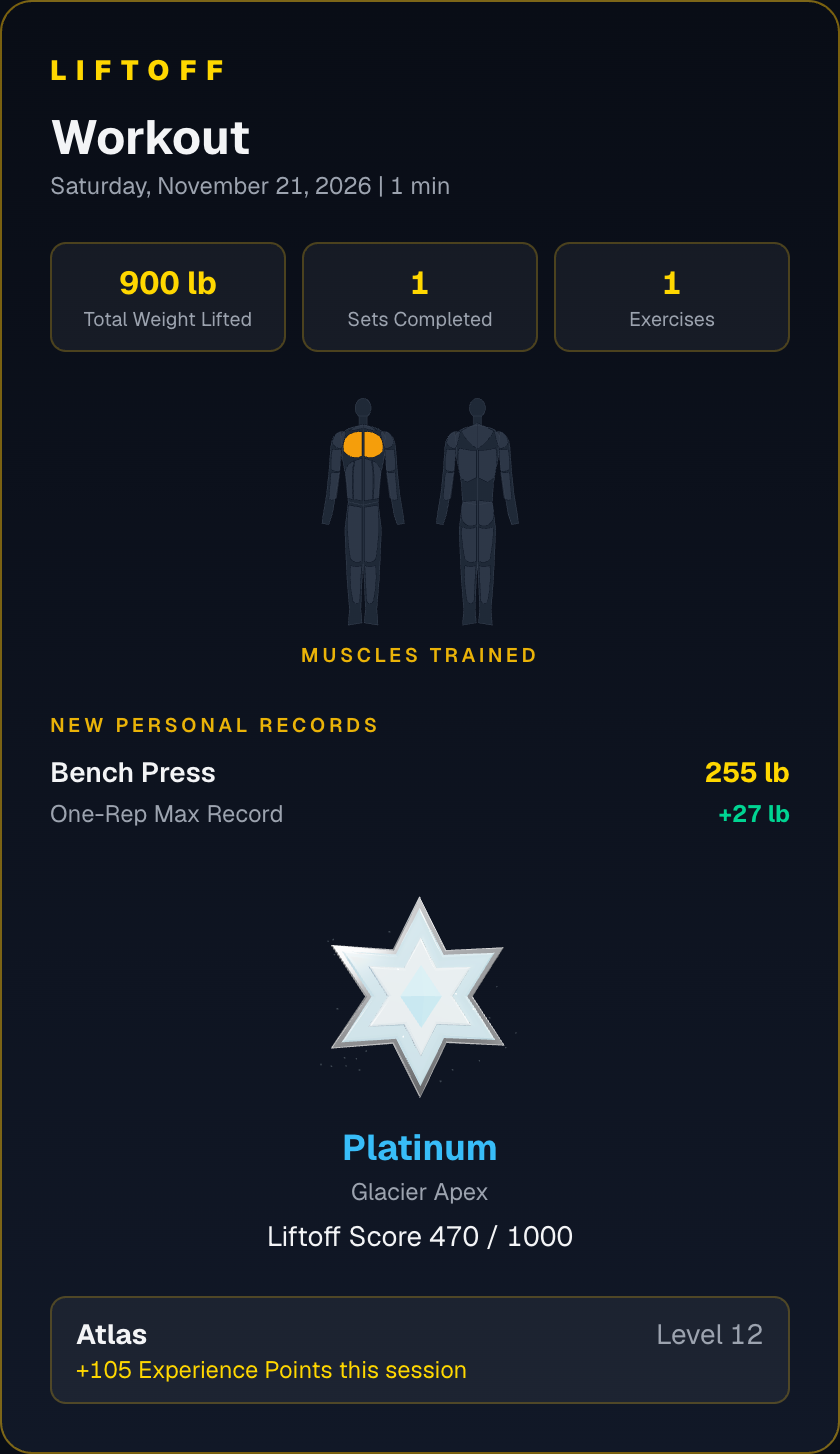 LIFTOFF
Workout
Saturday, November 21, 2026 | 1 min
900 lb
Total Weight Lifted
1
Sets Completed
1
Exercises
MUSCLES TRAINED
NEW PERSONAL RECORDS
Bench Press 255 lb
One-Rep Max Record +27 lb
Platinum
Glacier Apex
Liftoff Score 470 / 1000
Atlas Level 12
+105 Experience Points this session